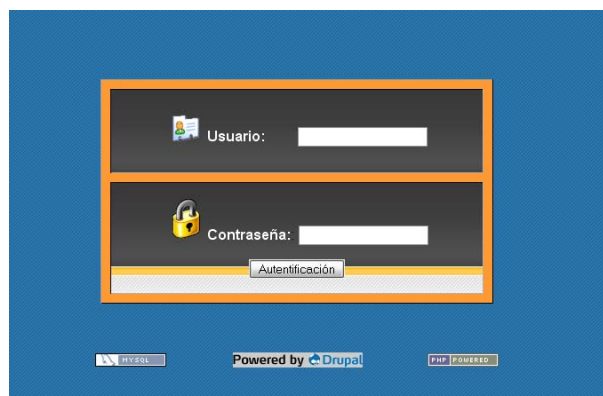 Usuario:
Contraseña:
Autentificación
MYSQL
Powered by Drupal
PHP POWERED